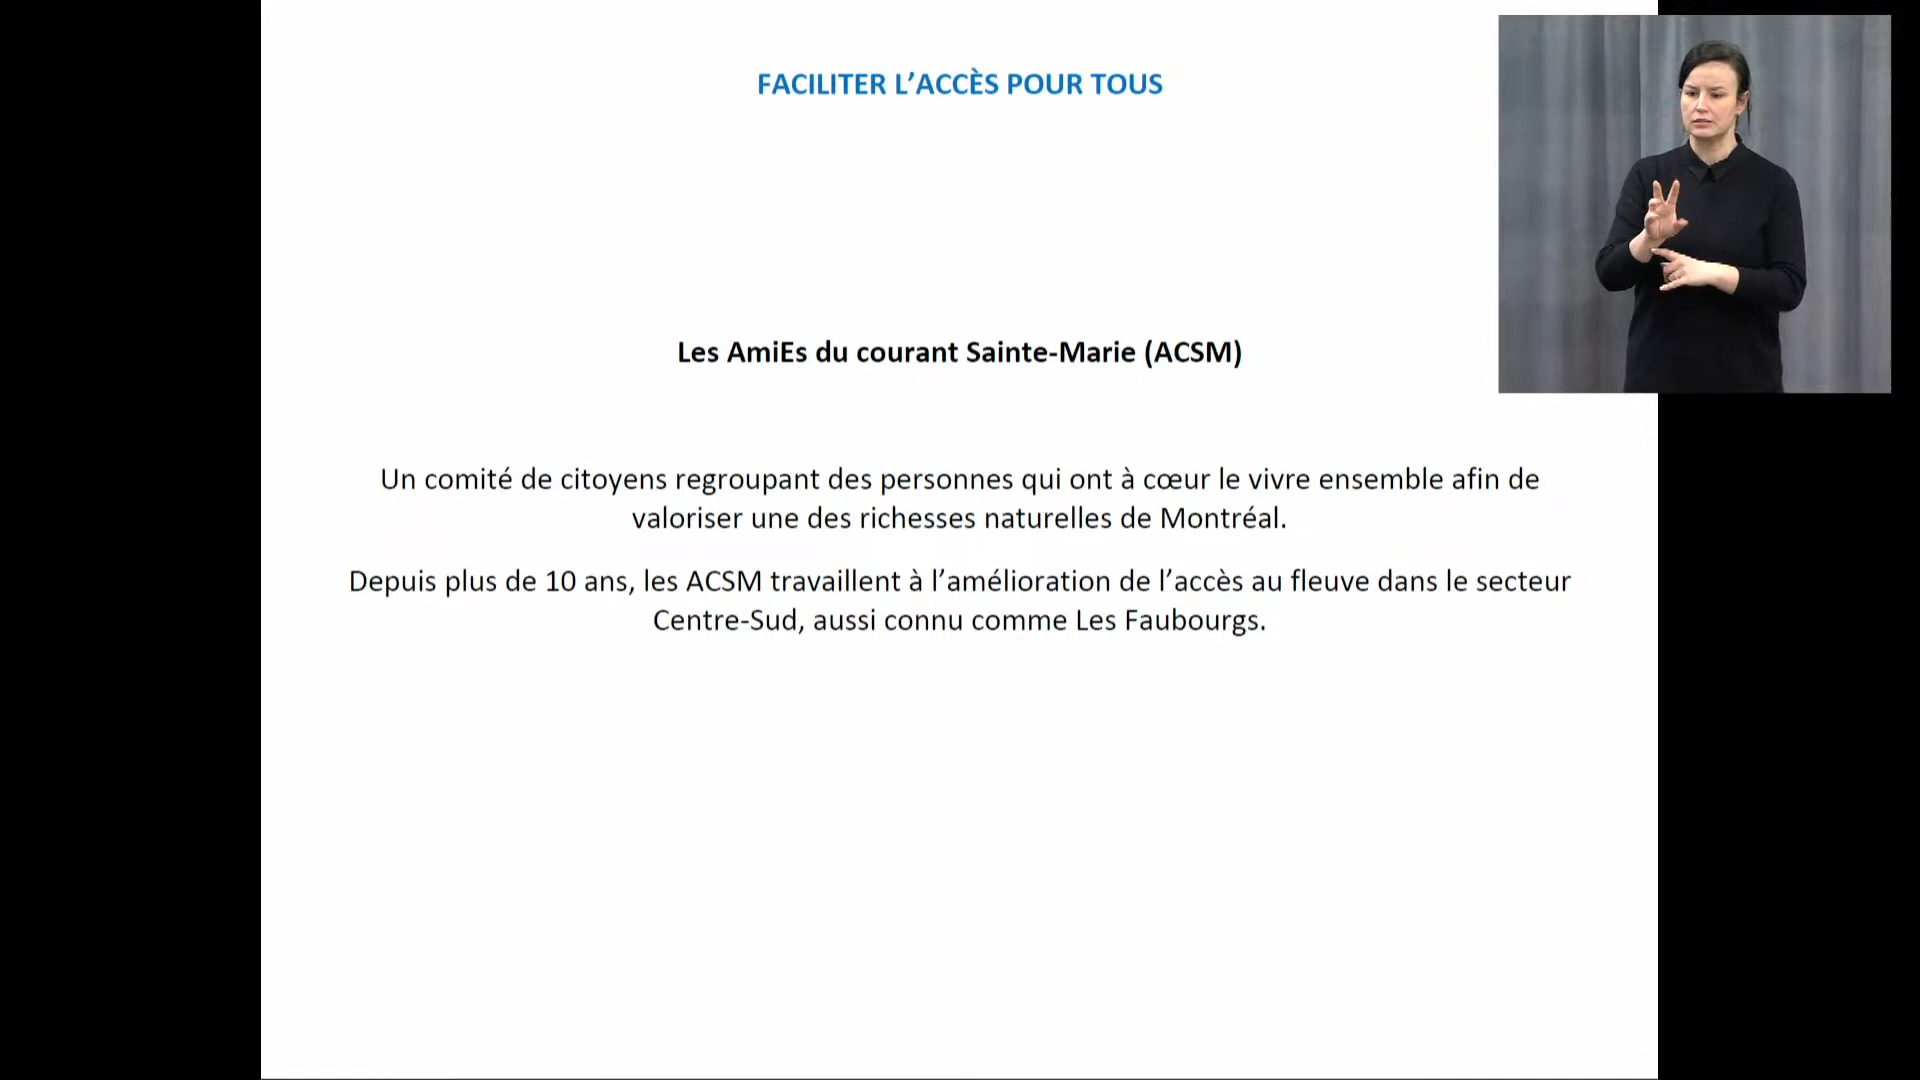 FACILITER L’ACCÈS POUR TOUS
Les AmiEs du courant Sainte-Marie (ACSM)
Un comité de citoyens regroupant des personnes qui ont à cœur le vivre ensemble afin de
valoriser une des richesses naturelles de Montréal.
Depuis plus de 10 ans, les ACSM travaillent à l’amélioration de l’accès au fleuve dans le secteur
Centre-Sud, aussi connu comme Les Faubourgs.